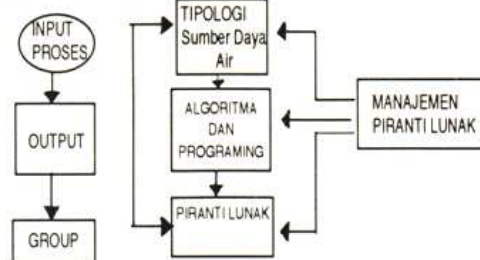 INPUT
PROSES
OUTPUT
GROUP
TIPOLOGI
Sumber Daya
Air
ALGORITMA
DAN
PROGRAMING
PIRANTI LUNAK
MANAJEMEN
PIRANTI LUNAK